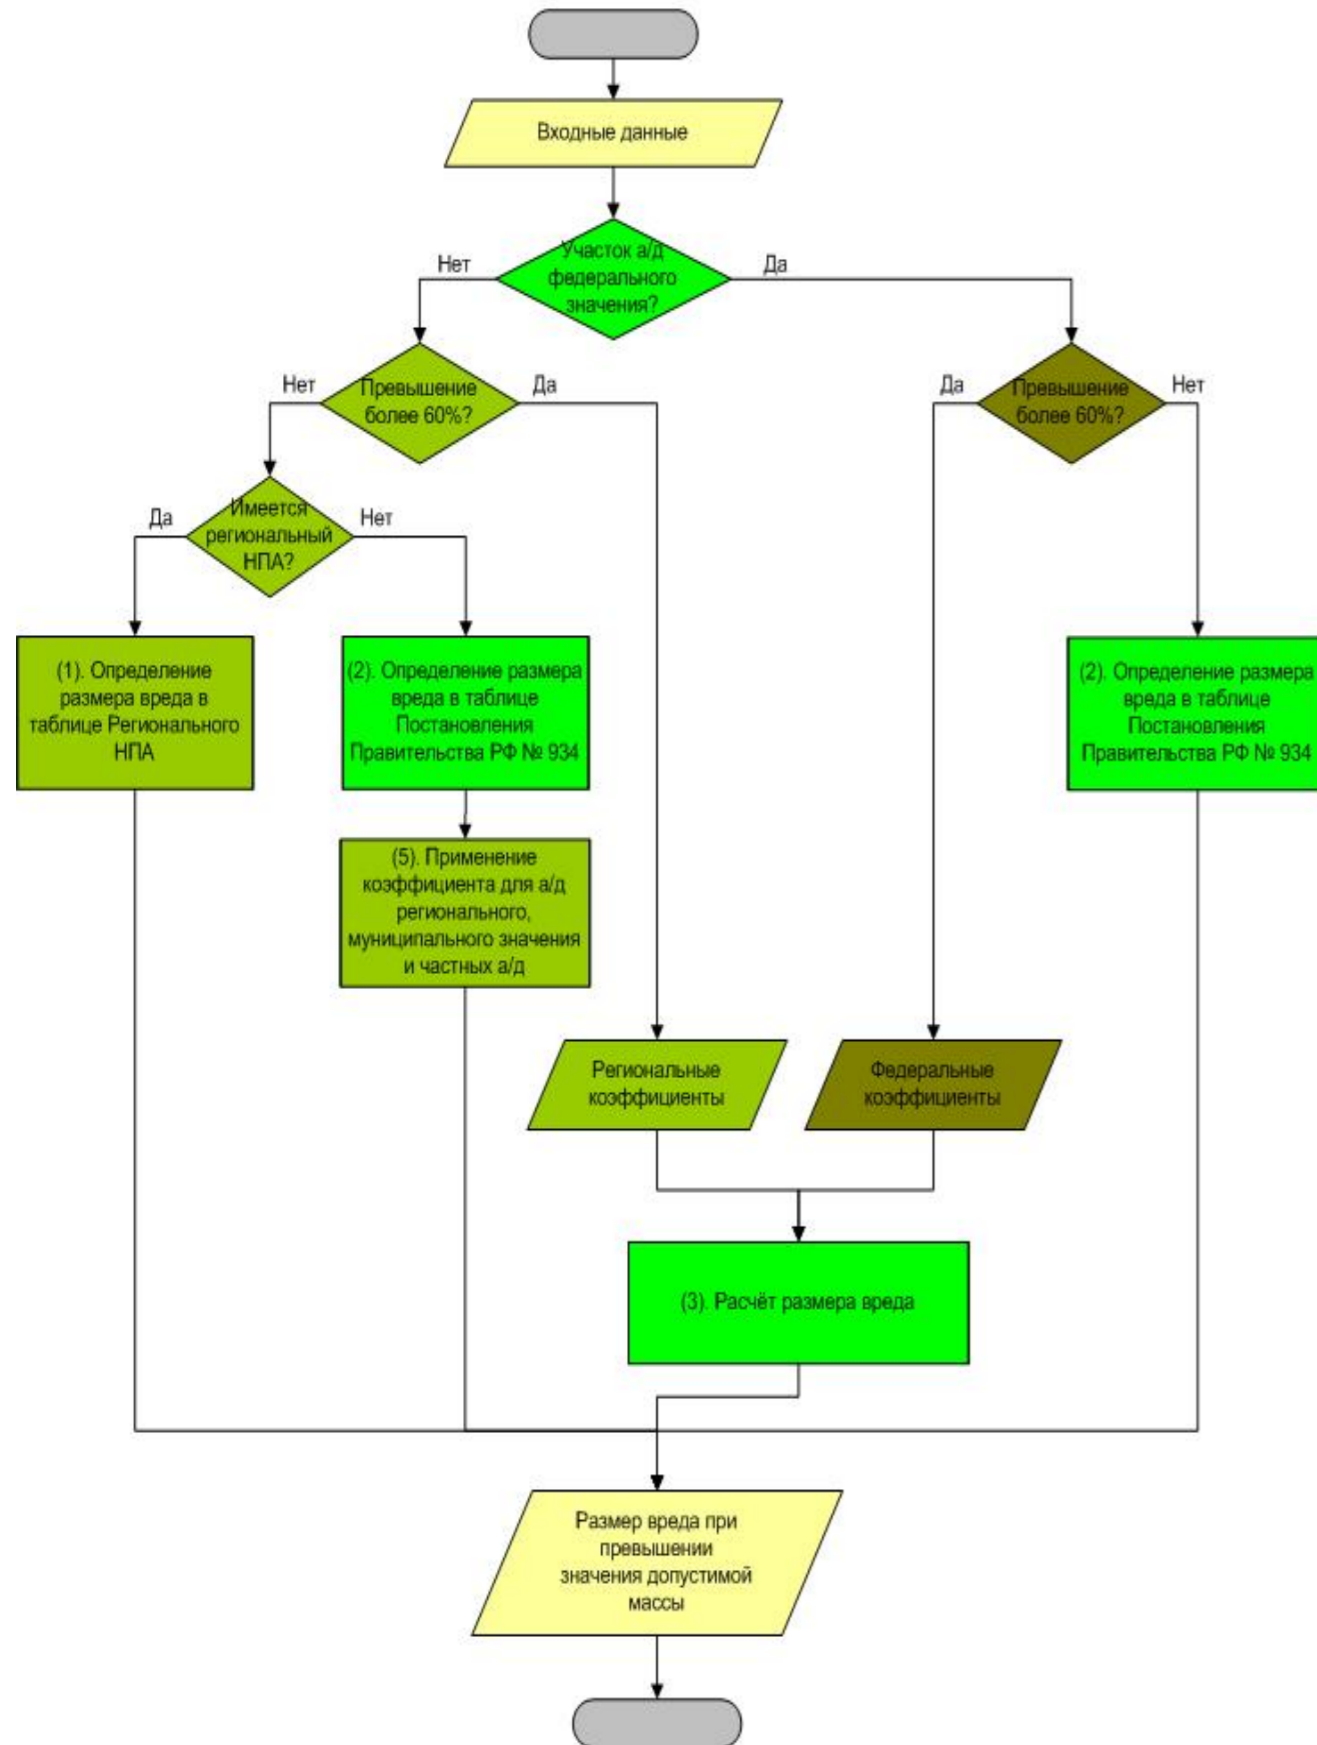 Входные данные
Участок а/д
федерального
значения?
Нет
Да
Превышение
более 60%?
Нет
Да
Превышение
более 60%?
Да
Нет
Имеется
региональный
НПА?
Да
Нет
(1). Определение
размера вреда в
таблице Регионального
НПА
(2). Определение размера
вреда в таблице
Постановления
Правительства РФ № 934
(2). Определение размера
вреда в таблице
Постановления
Правительства РФ № 934
(5). Применение
коэффициента для а/д
регионального,
муниципального значения
и частных а/д
Региональные
коэффициенты
Федеральные
коэффициенты
(3). Расчёт размера вреда
Размер вреда при
превышении
значения допустимой
массы